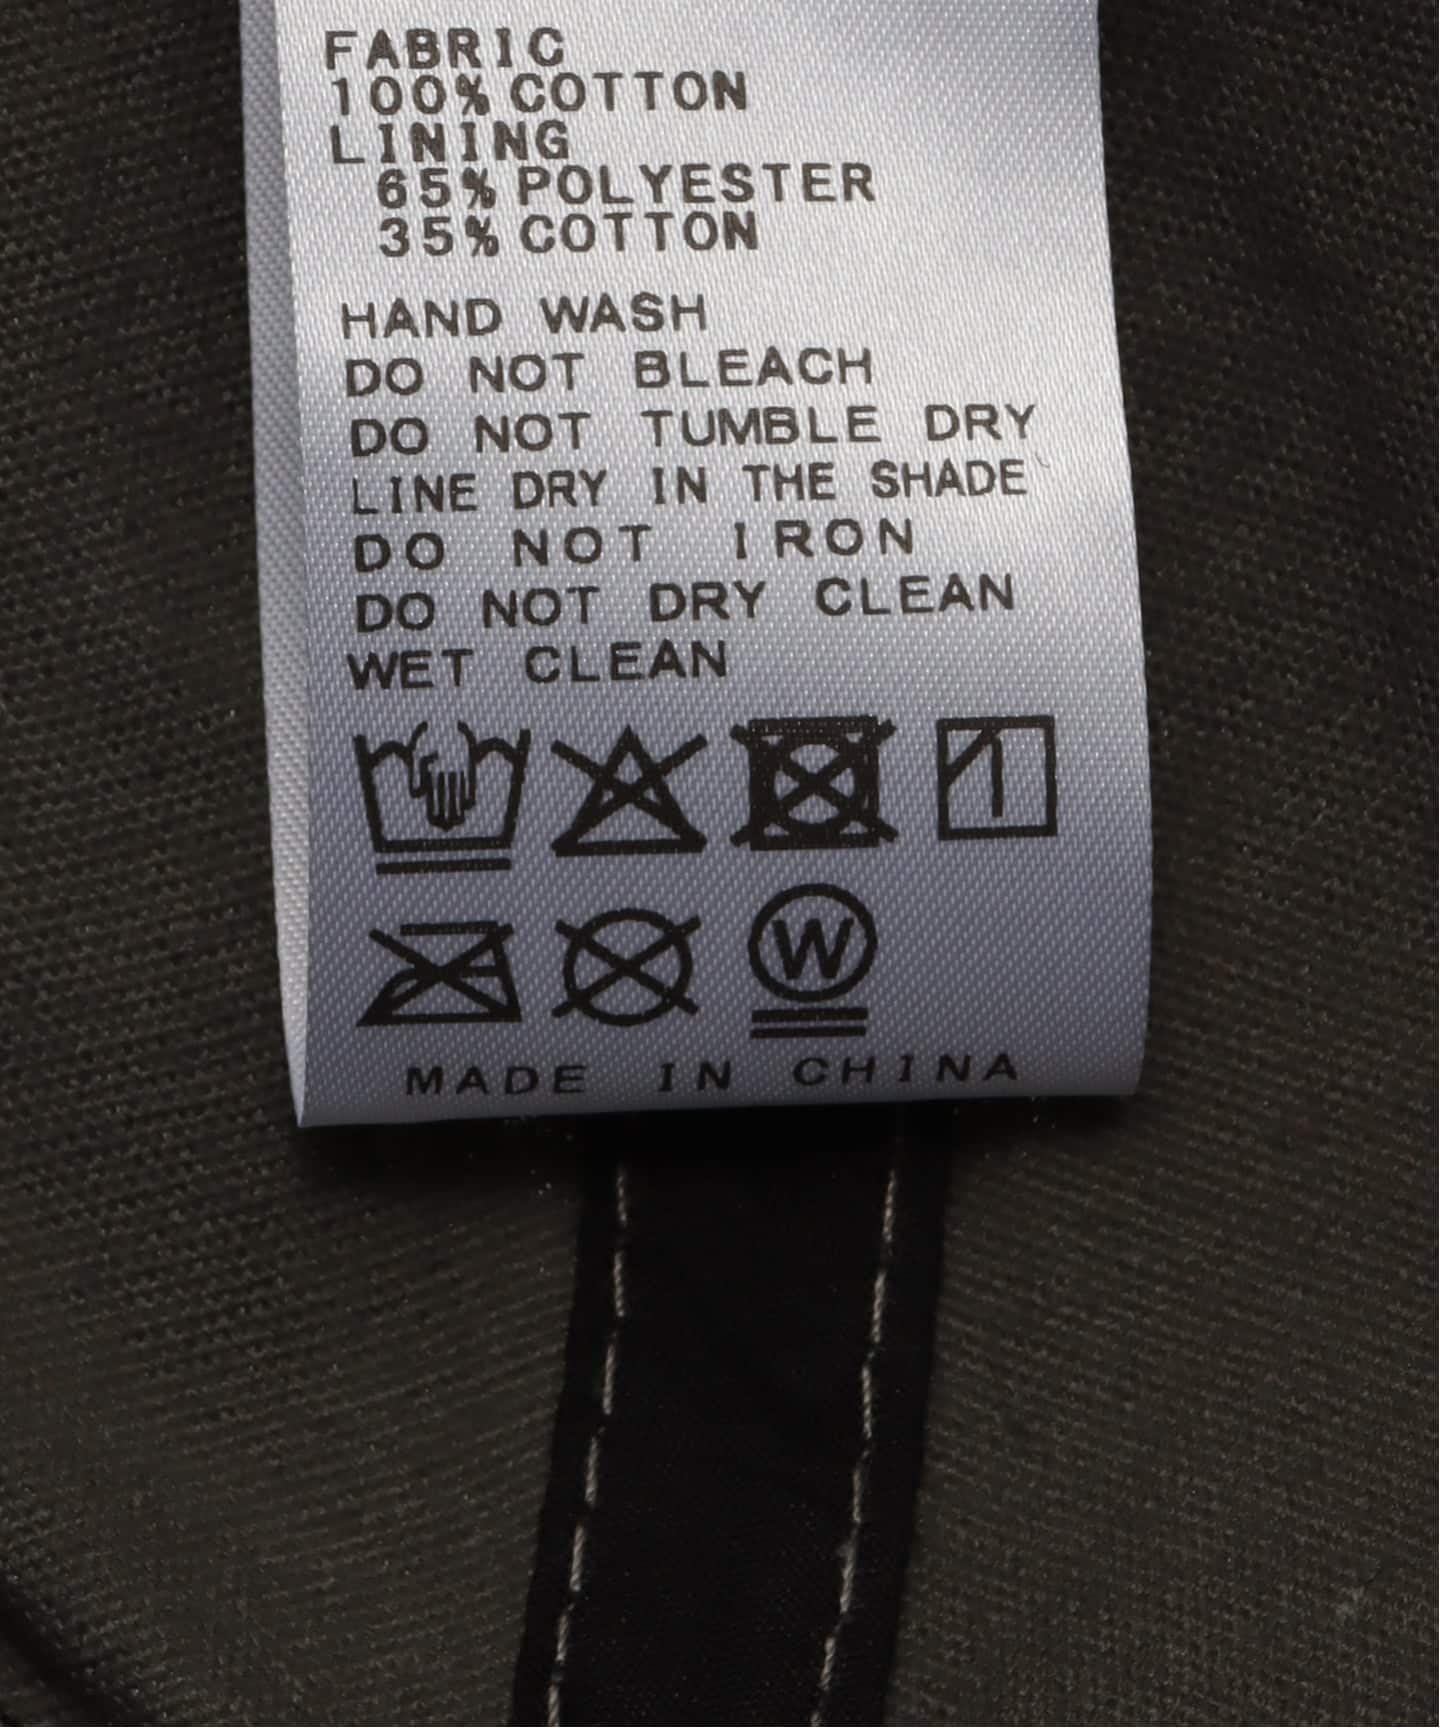 FABRIC
100% COTTON
LINING
65% POLYESTER
35% COTTON
HAND WASH
DO NOT BLEACH
DO NOT TUMBLE DRY
LINE DRY IN THE SHADE
DO NOT IRON
DO NOT DRY CLEAN
WET CLEAN
W
MADE IN CHINA